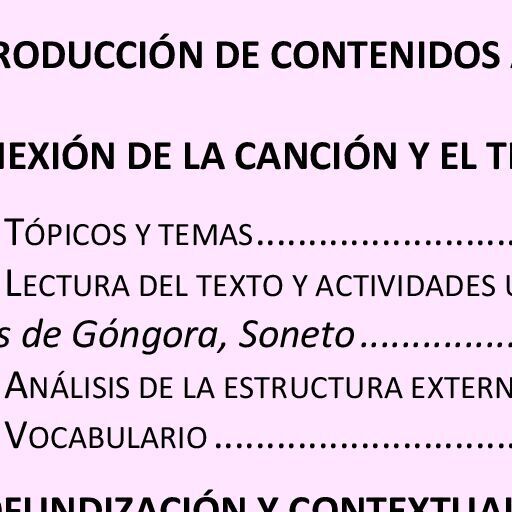 RODUCCIÓN DE CONTENIDOS
NEXIÓN DE LA CANCIÓN Y EL
TÓPICOS Y TEMAS....................
LECTURA DEL TEXTO Y ACTIVIDADES
s de Góngora, Soneto ............
ANÁLISIS DE LA ESTRUCTURA EXTERN
VOCABULARIO .......................
OFUNDIZACIÓN Y CONTEXTUAL